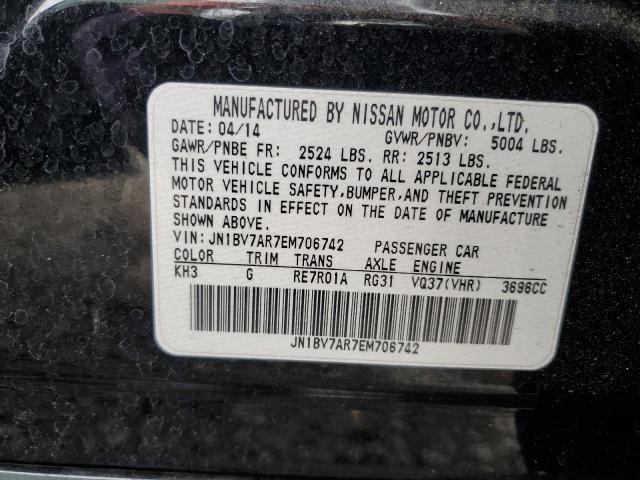 MANUFACTURED BY NISSAN MOTOR CO.,LTD.
DATE: 04/14 GVWR/PNBV: 5004 LBS.
GAWR/PNBE FR: 2524 LBS. RR: 2513 LBS.
THIS VEHICLE CONFORMS TO ALL APPLICABLE FEDERAL
MOTOR VEHICLE SAFETY,BUMPER,AND THEFT PREVENTION
STANDARDS IN EFFECT ON THE DATE OF MANUFACTURE
SHOWN ABOVE.
VIN:JN1BV7AR7EM706742 PASSENGER CAR
COLOR TRIM TRANS AXLE ENGINE
KH3 G RE7R01A RG31 VQ37(VHR) 3696CC
JN1BV7AR7EM706742